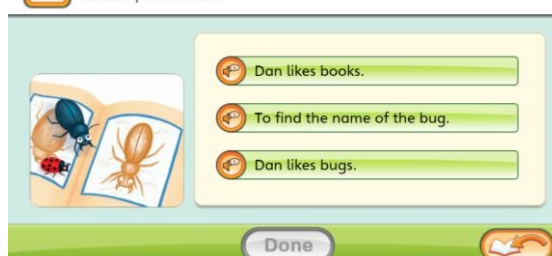 Dan likes books.
To find the name of the bug.
Dan likes bugs.
Done